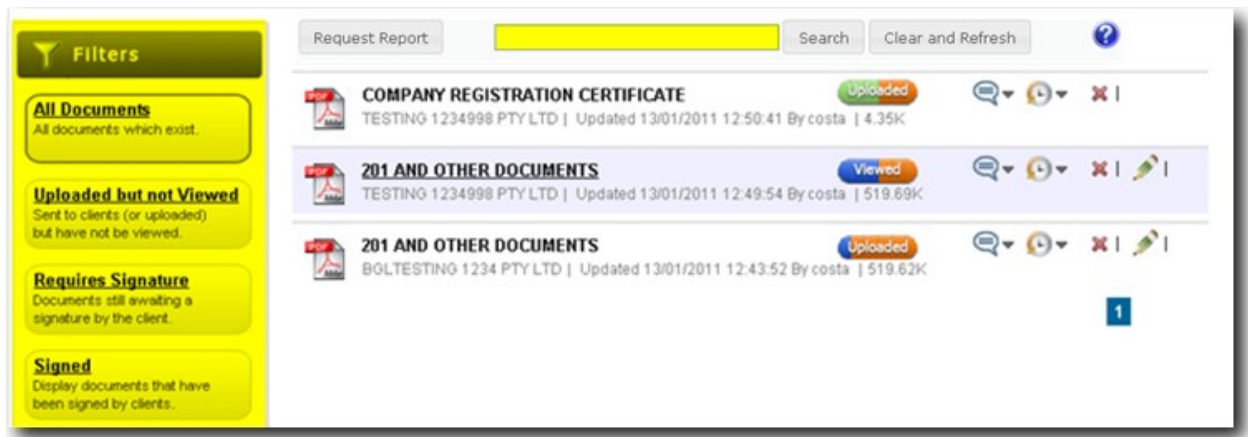 Filters
All Documents
All documents which exist.
Uploaded but not Viewed
Sent to clients (or uploaded)
but have not be viewed.
Requires Signature
Documents still awaiting a
signature by the client.
Signed
Display documents that have
been signed by clients.
Request Report Search Clear and Refresh ?
PDF COMPANY REGISTRATION CERTIFICATE Uploaded
TESTING 1234998 PTY LTD | Updated 13/01/2011 12:50:41 By costa | 4.35K
PDF 201 AND OTHER DOCUMENTS Viewed
TESTING 1234998 PTY LTD | Updated 13/01/2011 12:49:54 By costa | 519.69K
PDF 201 AND OTHER DOCUMENTS Uploaded
BGLTESTING 1234 PTY LTD | Updated 13/01/2011 12:43:52 By costa | 519.62K
1